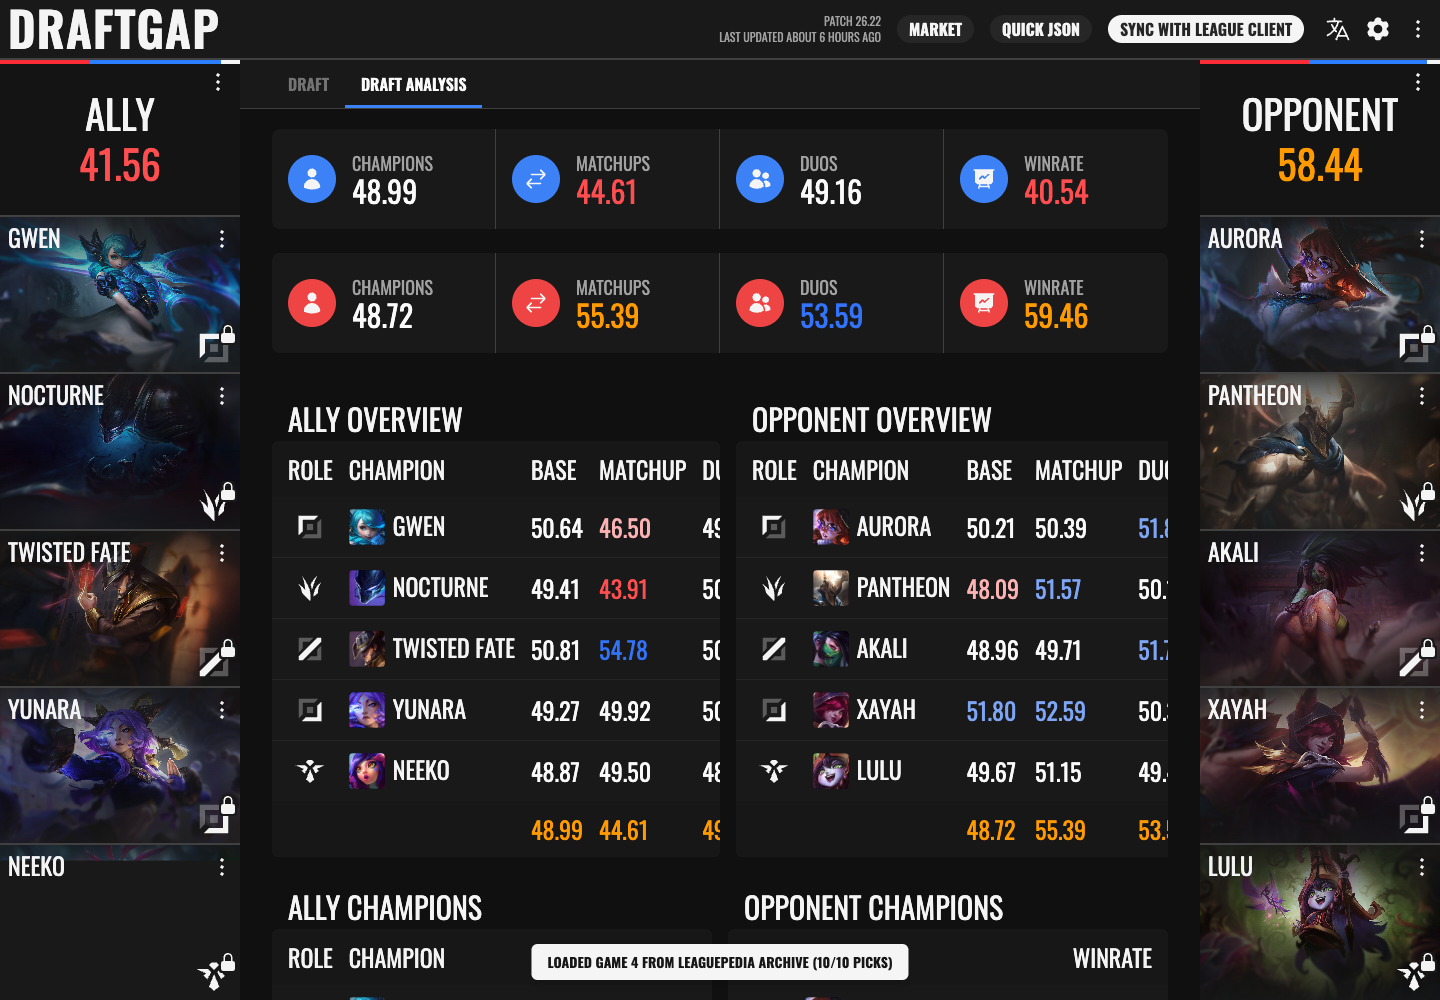 DRAFTGAP
PATCH 26.22
LAST UPDATED ABOUT 6 HOURS AGO
MARKET
QUICK JSON
SYNC WITH LEAGUE CLIENT
ALLY
41.56
GWEN
NOCTURNE
TWISTED FATE
YUNARA
NEEKO
DRAFT
DRAFT ANALYSIS
CHAMPIONS
48.99
MATCHUPS
44.61
DUOS
49.16
WINRATE
40.54
CHAMPIONS
48.72
MATCHUPS
55.39
DUOS
53.59
WINRATE
59.46
ALLY OVERVIEW
ROLE CHAMPION BASE MATCHUP
GWEN 50.64 46.50
NOCTURNE 49.41 43.91
TWISTED FATE 50.81 54.78
YUNARA 49.27 49.92
NEEKO 48.87 49.50
48.99 44.61
OPPONENT OVERVIEW
ROLE CHAMPION BASE MATCHUP
AURORA 50.21 50.39
PANTHEON 48.09 51.57
AKALI 48.96 49.71
XAYAH 51.80 52.59
LULU 49.67 51.15
48.72 55.39
ALLY CHAMPIONS
ROLE CHAMPION
OPPONENT CHAMPIONS
WINRATE
LOADED GAME 4 FROM LEAGUEPEDIA ARCHIVE (10/10 PICKS)
OPPONENT
58.44
AURORA
PANTHEON
AKALI
XAYAH
LULU